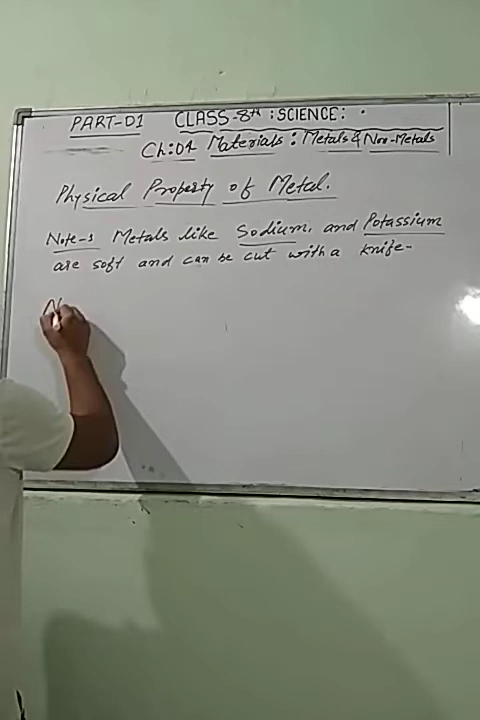 PART-01 CLASS-8th :SCIENCE:
Ch:04 Materials: Metals & Non-Metals
Physical Property of Metal.
Note-1 Metals like Sodium, and Potassium
are soft and can be cut with a knife-
N